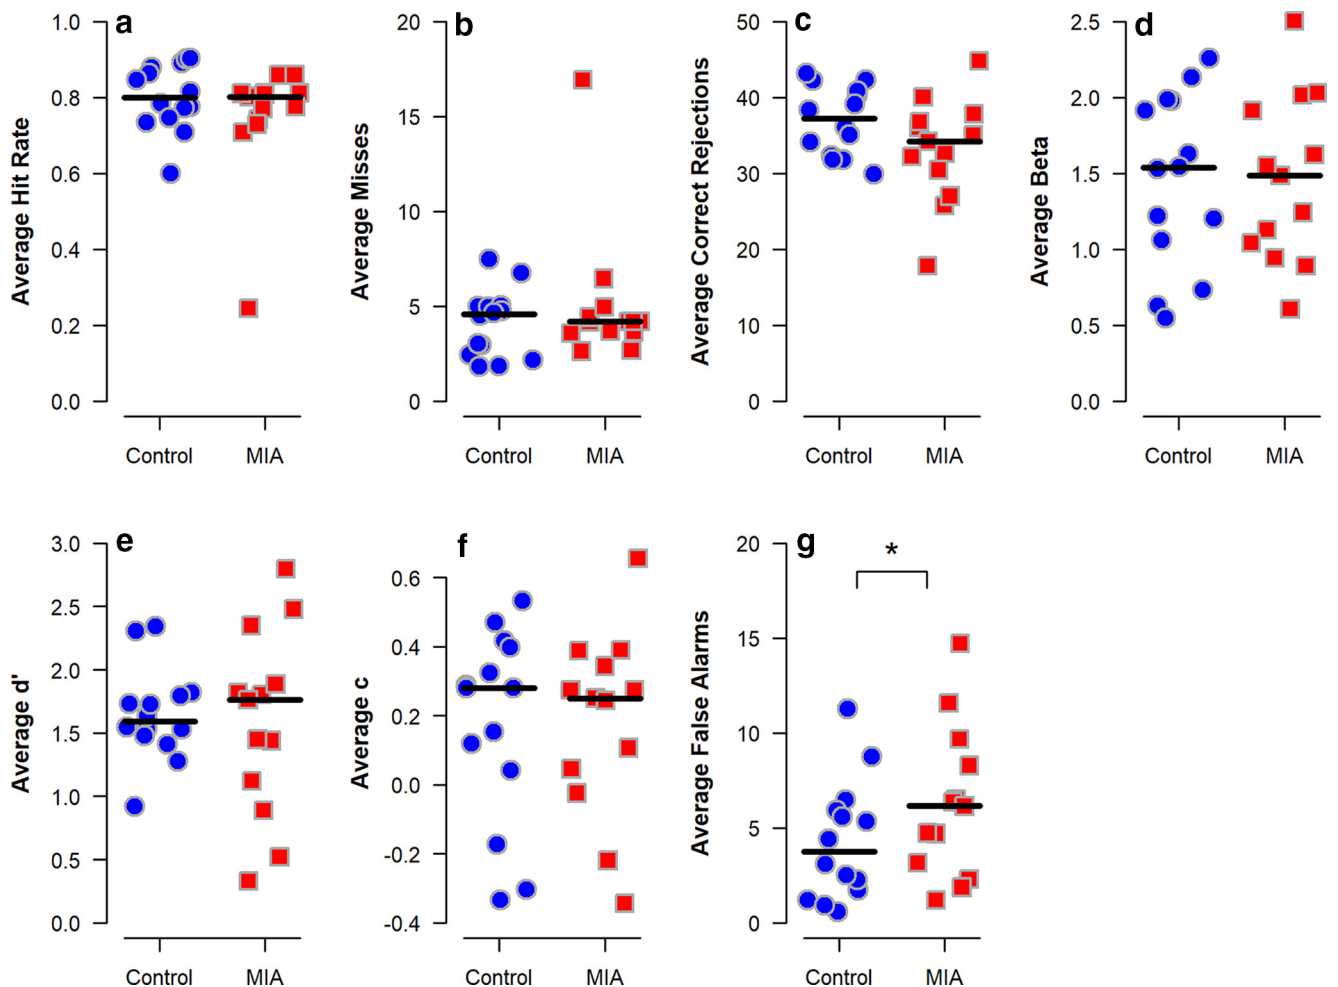 a
1.0
0.8
0.6
0.4
0.2
0.0
Average Hit Rate
Control MIA
b
20
15
10
5
0
Average Misses
Control MIA
c
50
40
30
20
10
0
Average Correct Rejections
Control MIA
d
2.5
2.0
1.5
1.0
0.5
0.0
Average Beta
Control MIA
e
3.0
2.5
2.0
1.5
1.0
0.5
0.0
Average d'
Control MIA
f
0.6
0.4
0.2
0.0
-0.2
-0.4
Average c
Control MIA
g
20
15
10
5
0
*
Average False Alarms
Control MIA